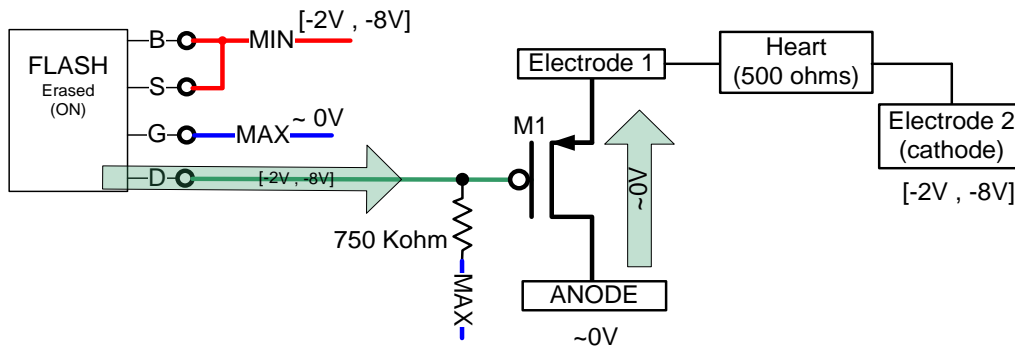 FLASH
Erased
(ON)
B
S
G
D
MIN
[-2V , -8V]
MAX
~ 0V
[-2V , -8V]
750 Kohm
MAX
M1
Electrode 1
~0V
ANODE
~0V
Heart
(500 ohms)
Electrode 2
(cathode)
[-2V , -8V]